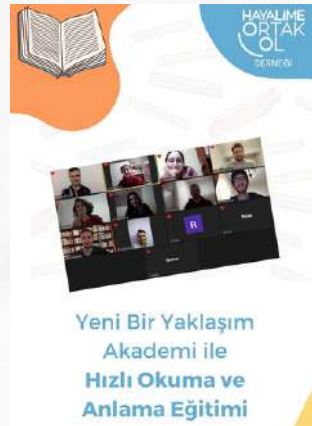 HAYALİME
ORTAK
OL
DERNEĞİ
R
Yeni Bir Yaklaşım
Akademi ile
Hızlı Okuma ve
Anlama Eğitimi